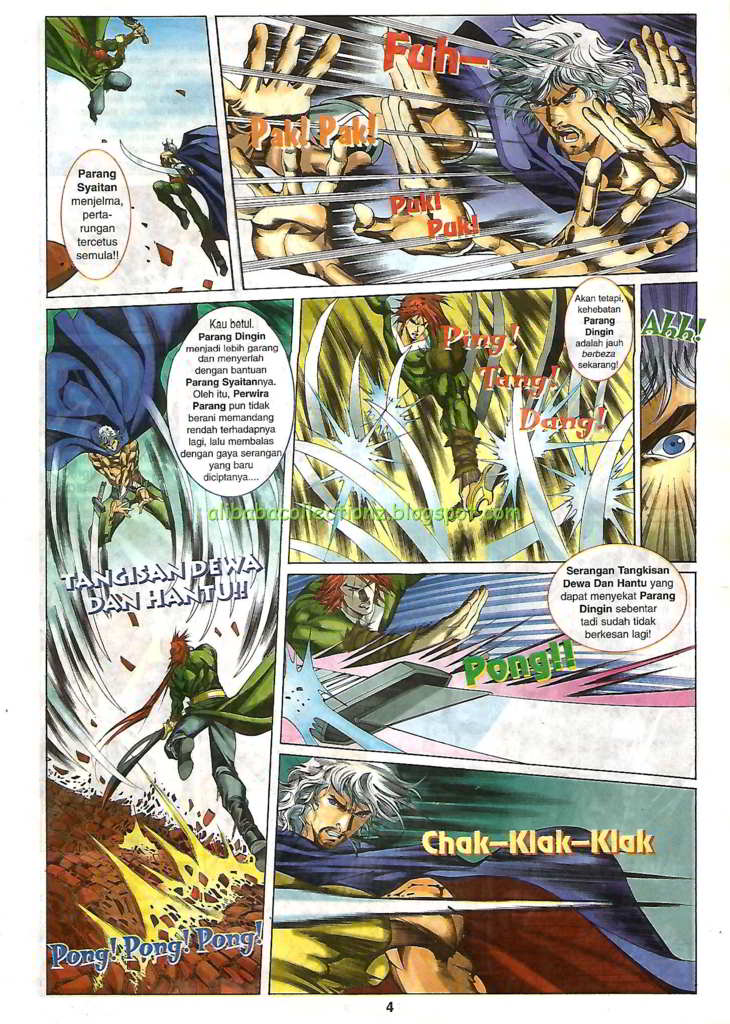 Parang
Syaitan
menjelma,
perta-
rungan
tercetus
semula!!
Fuh-
Pak! Pak!
Puk!
Puk!
Kau betul.
Parang Dingin
menjadi lebih garang
dan menyerlah
dengan bantuan
Parang Syaitannya.
Oleh itu, Perwira
Parang pun tidak
berani memandang
rendah terhadapnya
lagi, lalu membalas
dengan gaya serangan
yang baru
diciptanya....
TANGISAN DEWA
DAN HANTU!!
Pong! Pong! Pong!
Ping!
Tang!
Dang!
Akan tetapi,
kehebatan
Parang
Dingin
adalah jauh
berbeza
sekarang!
Ahh!
alibabacollectionz.blogspot.com
Serangan Tangkisan
Dewa Dan Hantu yang
dapat menyekat Parang
Dingin sebentar
tadi sudah tidak
berkesan lagi!
Pong!!
Chak-Klak-Klak
4